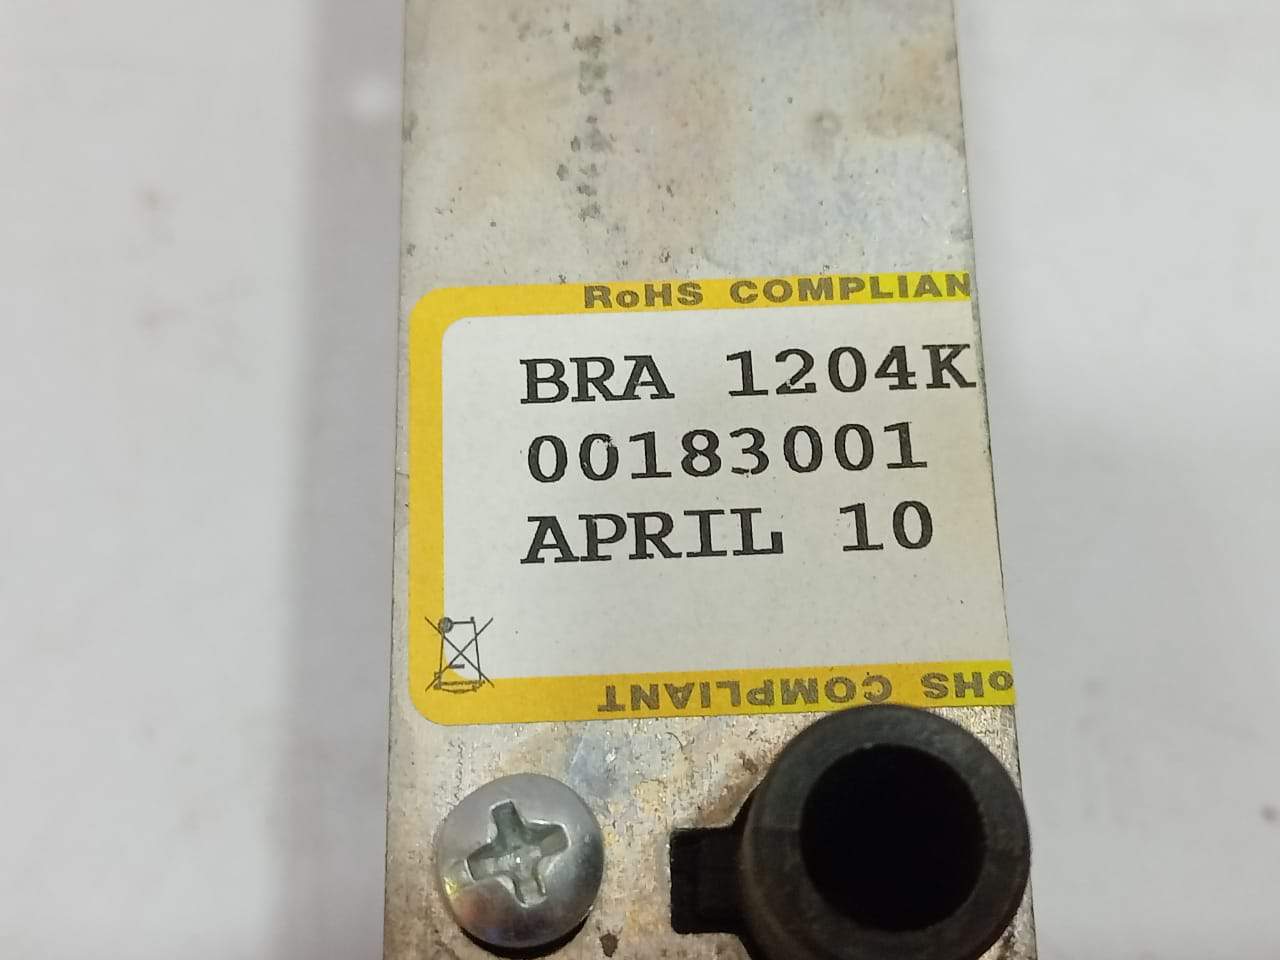 RoHS COMPLIAN
BRA 1204K
00183001
APRIL 10
oHS COMPLIANT